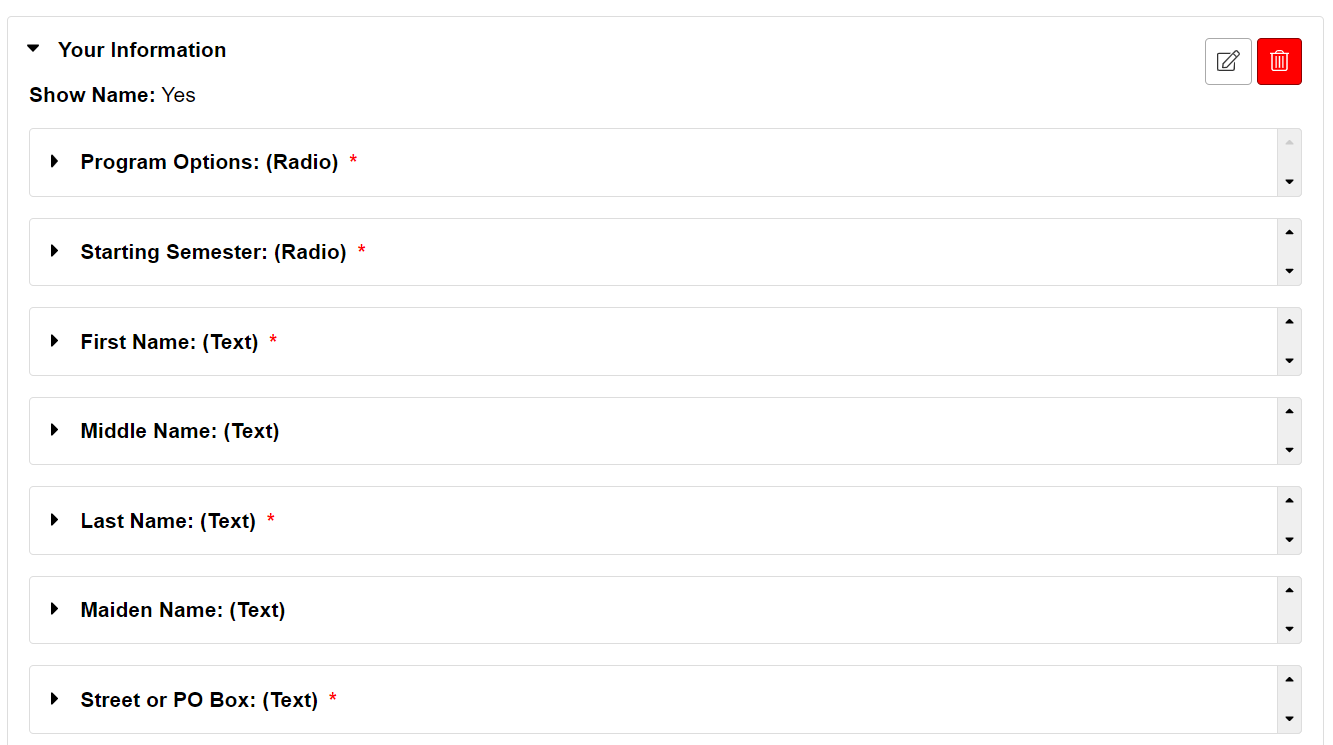 Your Information
Show Name: Yes
Program Options: (Radio) *
Starting Semester: (Radio) *
First Name: (Text) *
Middle Name: (Text)
Last Name: (Text) *
Maiden Name: (Text)
Street or PO Box: (Text) *